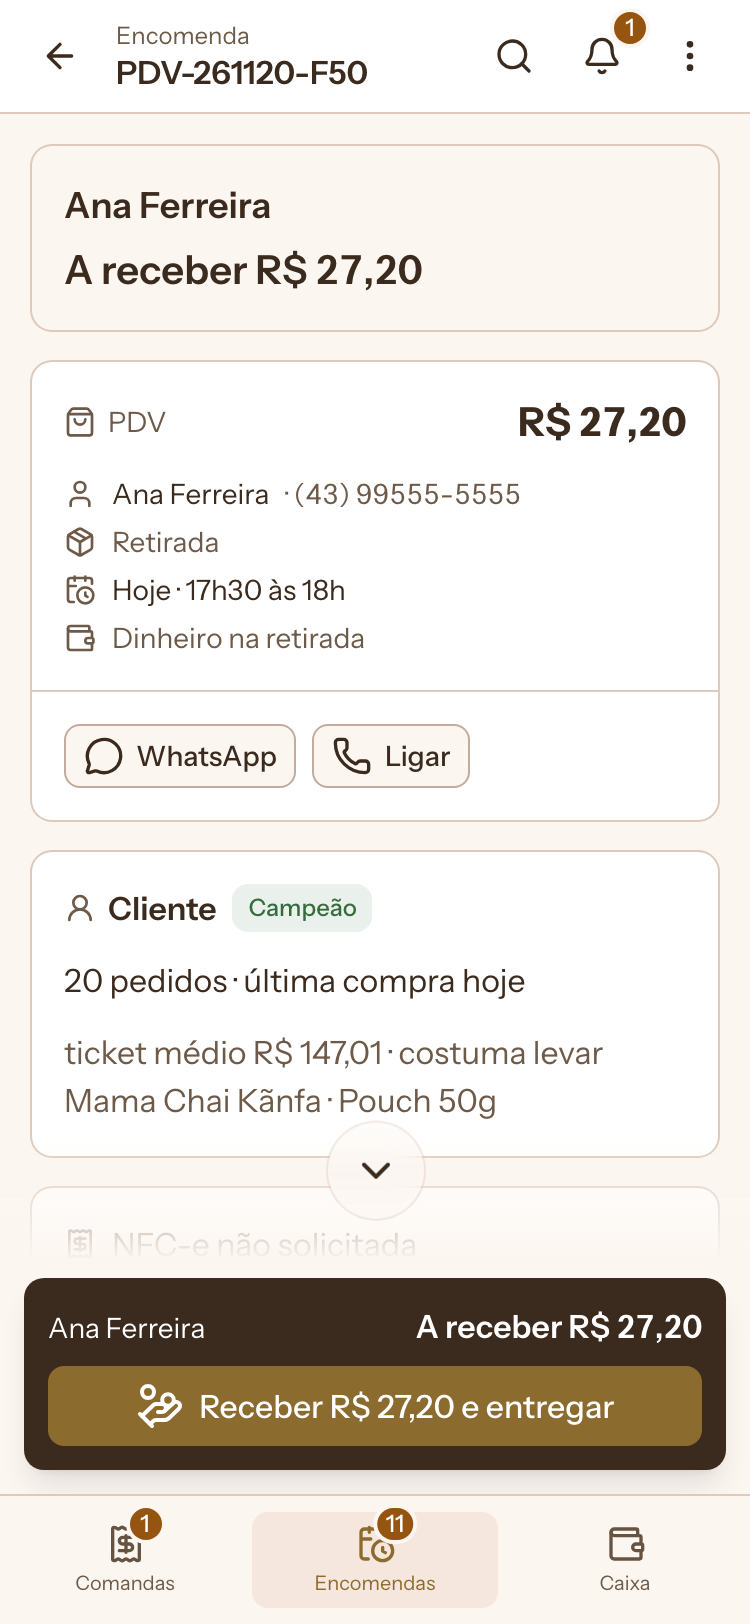 Encomenda
PDV-261120-F50
1
Ana Ferreira
A receber R$ 27,20
PDV
R$ 27,20
Ana Ferreira · (43) 99555-5555
Retirada
Hoje · 17h30 às 18h
Dinheiro na retirada
WhatsApp
Ligar
Cliente
Campeão
20 pedidos · última compra hoje
ticket médio R$ 147,01 · costuma levar
Mama Chai Kãnfa · Pouch 50g
NFC-e não solicitada
Ana Ferreira
A receber R$ 27,20
Receber R$ 27,20 e entregar
1
Comandas
11
Encomendas
Caixa